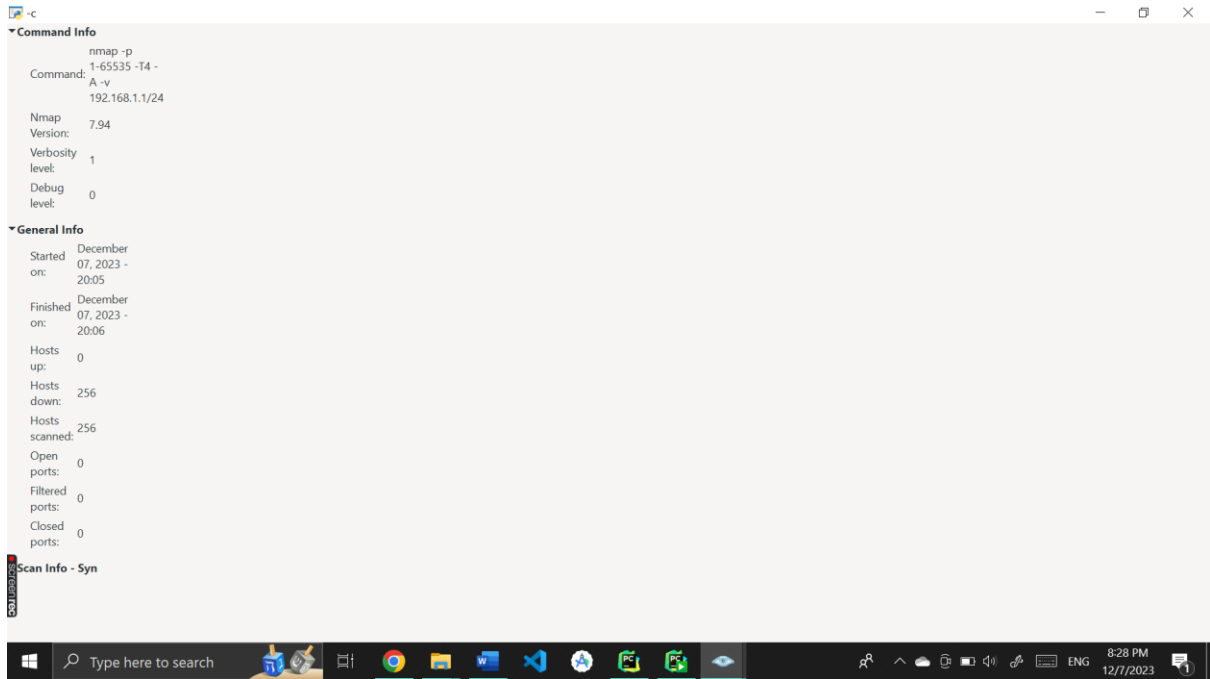 -c
Command Info
Command:
nmap -p
1-65535 -T4 -
A -v
192.168.1.1/24
Nmap
Version:
7.94
Verbosity
level:
1
Debug
level:
0
General Info
Started
on:
December
07, 2023 -
20:05
Finished
on:
December
07, 2023 -
20:06
Hosts
up:
0
Hosts
down:
256
Hosts
scanned:
256
Open
ports:
0
Filtered
ports:
0
Closed
ports:
0
Scan Info - Syn
screenrec
Type here to search
W
PC
PC
ENG
8:28 PM
12/7/2023
1